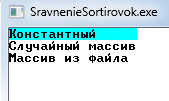 SravnenieSortirovok.exe
Константный
Случайный массив
Массив из файла